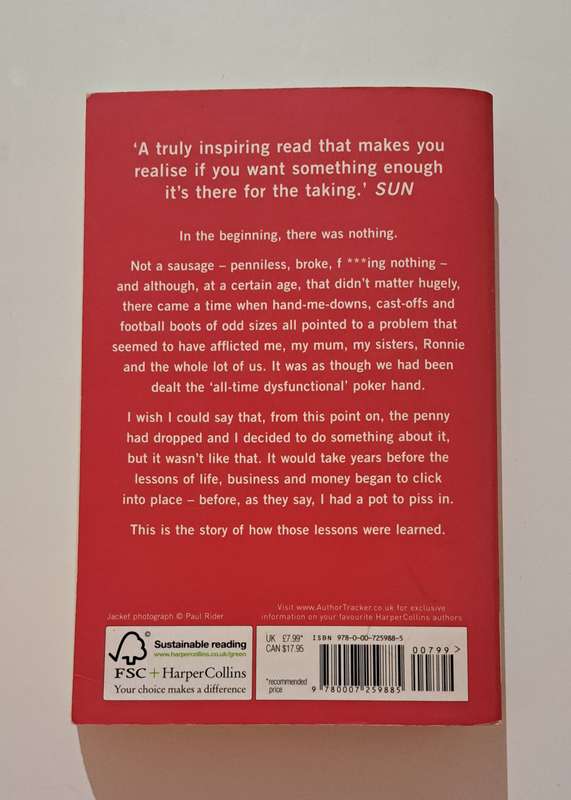 ‘A truly inspiring read that makes you
realise if you want something enough
it’s there for the taking.’ SUN
In the beginning, there was nothing.
Not a sausage – penniless, broke, f ***ing nothing –
and although, at a certain age, that didn’t matter hugely,
there came a time when hand-me-downs, cast-offs and
football boots of odd sizes all pointed to a problem that
seemed to have afflicted me, my mum, my sisters, Ronnie
and the whole lot of us. It was as though we had been
dealt the ‘all-time dysfunctional’ poker hand.
I wish I could say that, from this point on, the penny
had dropped and I decided to do something about it,
but it wasn’t like that. It would take years before the
lessons of life, business and money began to click
into place – before, as they say, I had a pot to piss in.
This is the story of how those lessons were learned.
Jacket photograph © Paul Rider
Visit www.AuthorTracker.co.uk for exclusive
information on your favourite HarperCollins authors
©
Sustainable reading
www.harpercollins.co.uk/green
FSC + HarperCollins
Your choice makes a difference
UK £7.99*
CAN $17.95
*recommended
price
ISBN 978-0-00-725988-5
00799 >
9 780007 259885